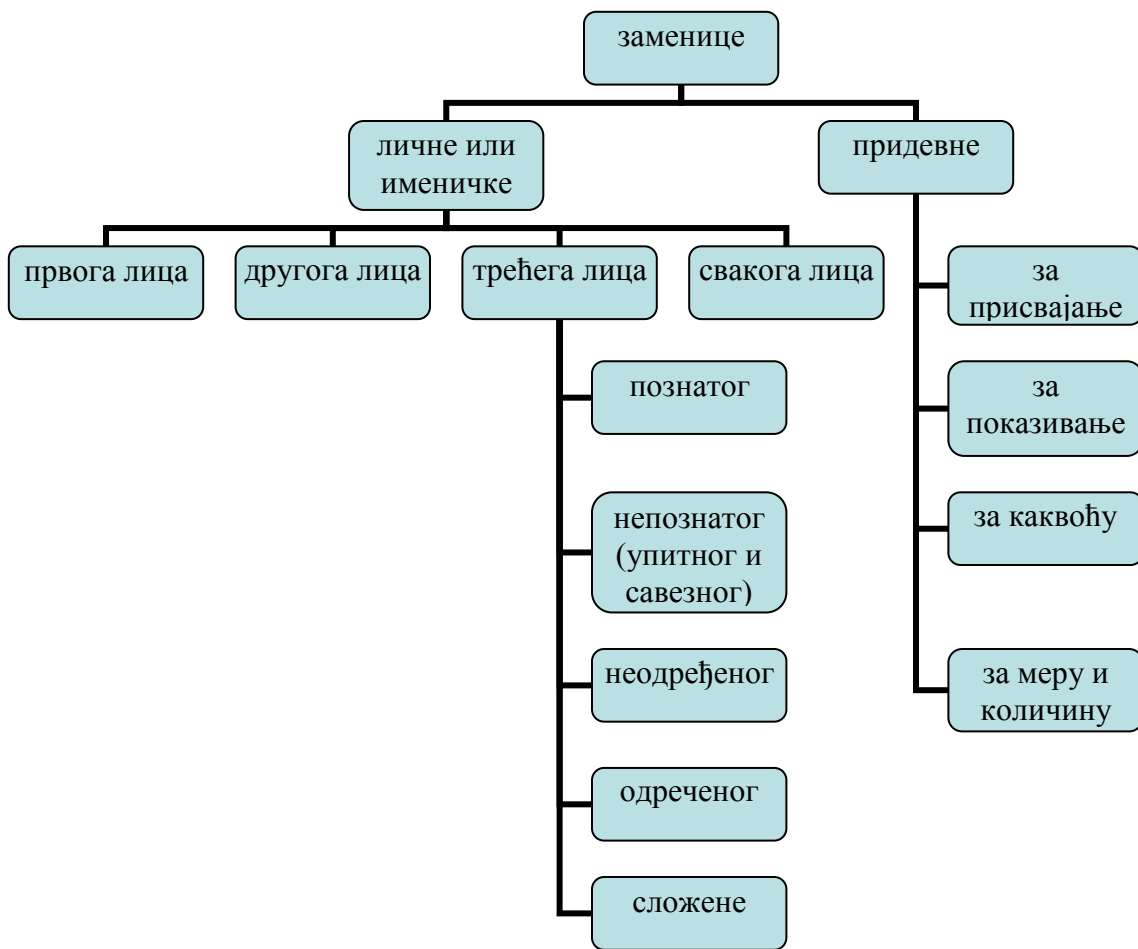 заменице
личне или
именичке
придевне
првога лица
другога лица
трећега лица
свакога лица
за
присвајање
познатог
за
показивање
непознатог
(упитног и
савезног)
за каквоћу
неодређеног
за меру и
количину
одреченог
сложене